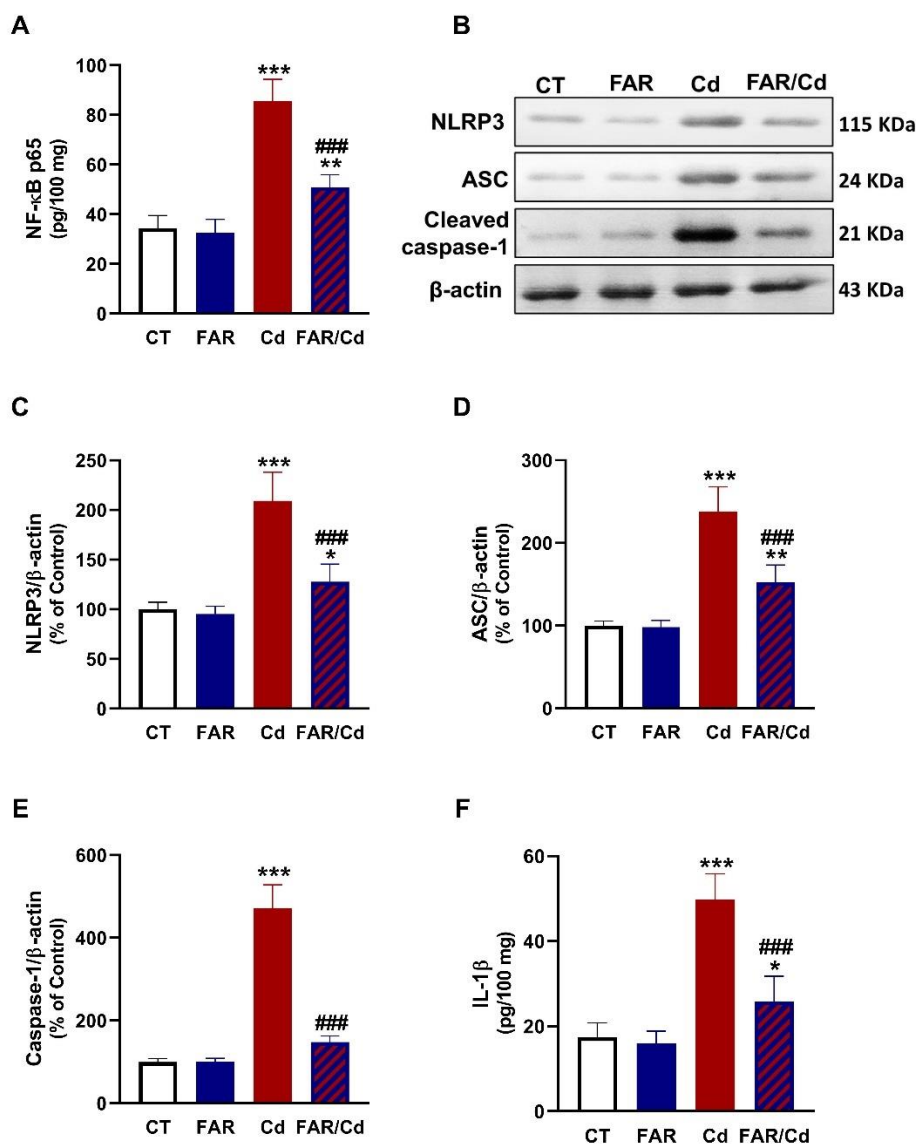 A
NF-κB p65
(pg/100 mg)
100
80
60
40
20
0
***
###
**
CT FAR Cd FAR/Cd
B
CT FAR Cd FAR/Cd
NLRP3 115 KDa
ASC 24 KDa
Cleaved
caspase-1 21 KDa
β-actin 43 KDa
C
NLRP3/β-actin
(% of Control)
250
200
150
100
50
0
***
###
*
CT FAR Cd FAR/Cd
D
ASC/β-actin
(% of Control)
300
200
100
0
***
###
**
CT FAR Cd FAR/Cd
E
Caspase-1/β-actin
(% of Control)
600
400
200
0
***
###
CT FAR Cd FAR/Cd
F
IL-1β
(pg/100 mg)
60
40
20
0
***
###
*
CT FAR Cd FAR/Cd